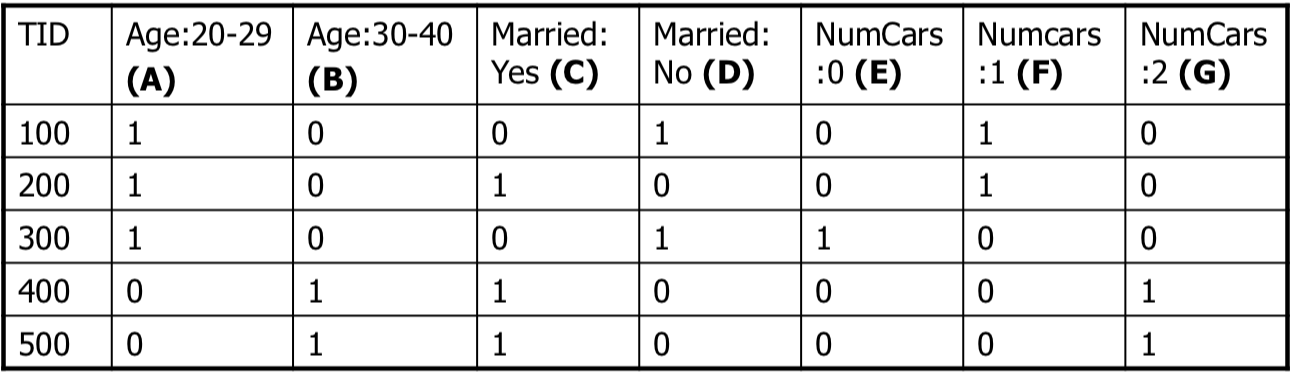 TID Age:20-29 (A) Age:30-40 (B) Married: Yes (C) Married: No (D) NumCars :0 (E) Numcars :1 (F) NumCars :2 (G)
100 1 0 0 1 0 1 0
200 1 0 1 0 0 1 0
300 1 0 0 1 1 0 0
400 0 1 1 0 0 0 1
500 0 1 1 0 0 0 1